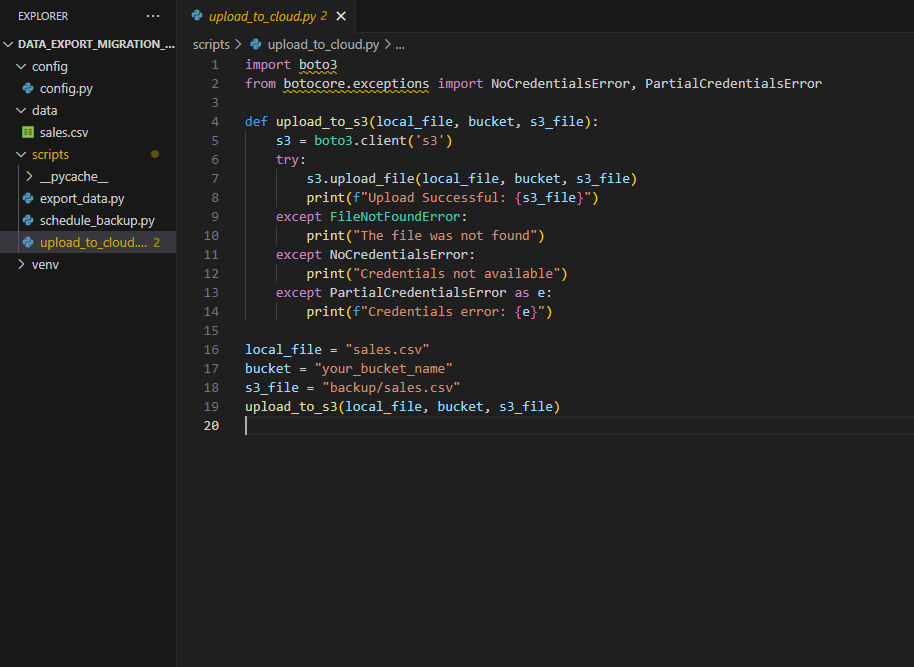 EXPLORER
···
DATA_EXPORT_MIGRATION_...
config
config.py
data
sales.csv
scripts
__pycache__
export_data.py
schedule_backup.py
upload_to_cloud.... 2
venv
upload_to_cloud.py 2
scripts > upload_to_cloud.py > ...
1 import boto3
2 from botocore.exceptions import NoCredentialsError, PartialCredentialsError
3
4 def upload_to_s3(local_file, bucket, s3_file):
5     s3 = boto3.client('s3')
6     try:
7         s3.upload_file(local_file, bucket, s3_file)
8         print(f"Upload Successful: {s3_file}")
9     except FileNotFoundError:
10         print("The file was not found")
11     except NoCredentialsError:
12         print("Credentials not available")
13     except PartialCredentialsError as e:
14         print(f"Credentials error: {e}")
15
16 local_file = "sales.csv"
17 bucket = "your_bucket_name"
18 s3_file = "backup/sales.csv"
19 upload_to_s3(local_file, bucket, s3_file)
20